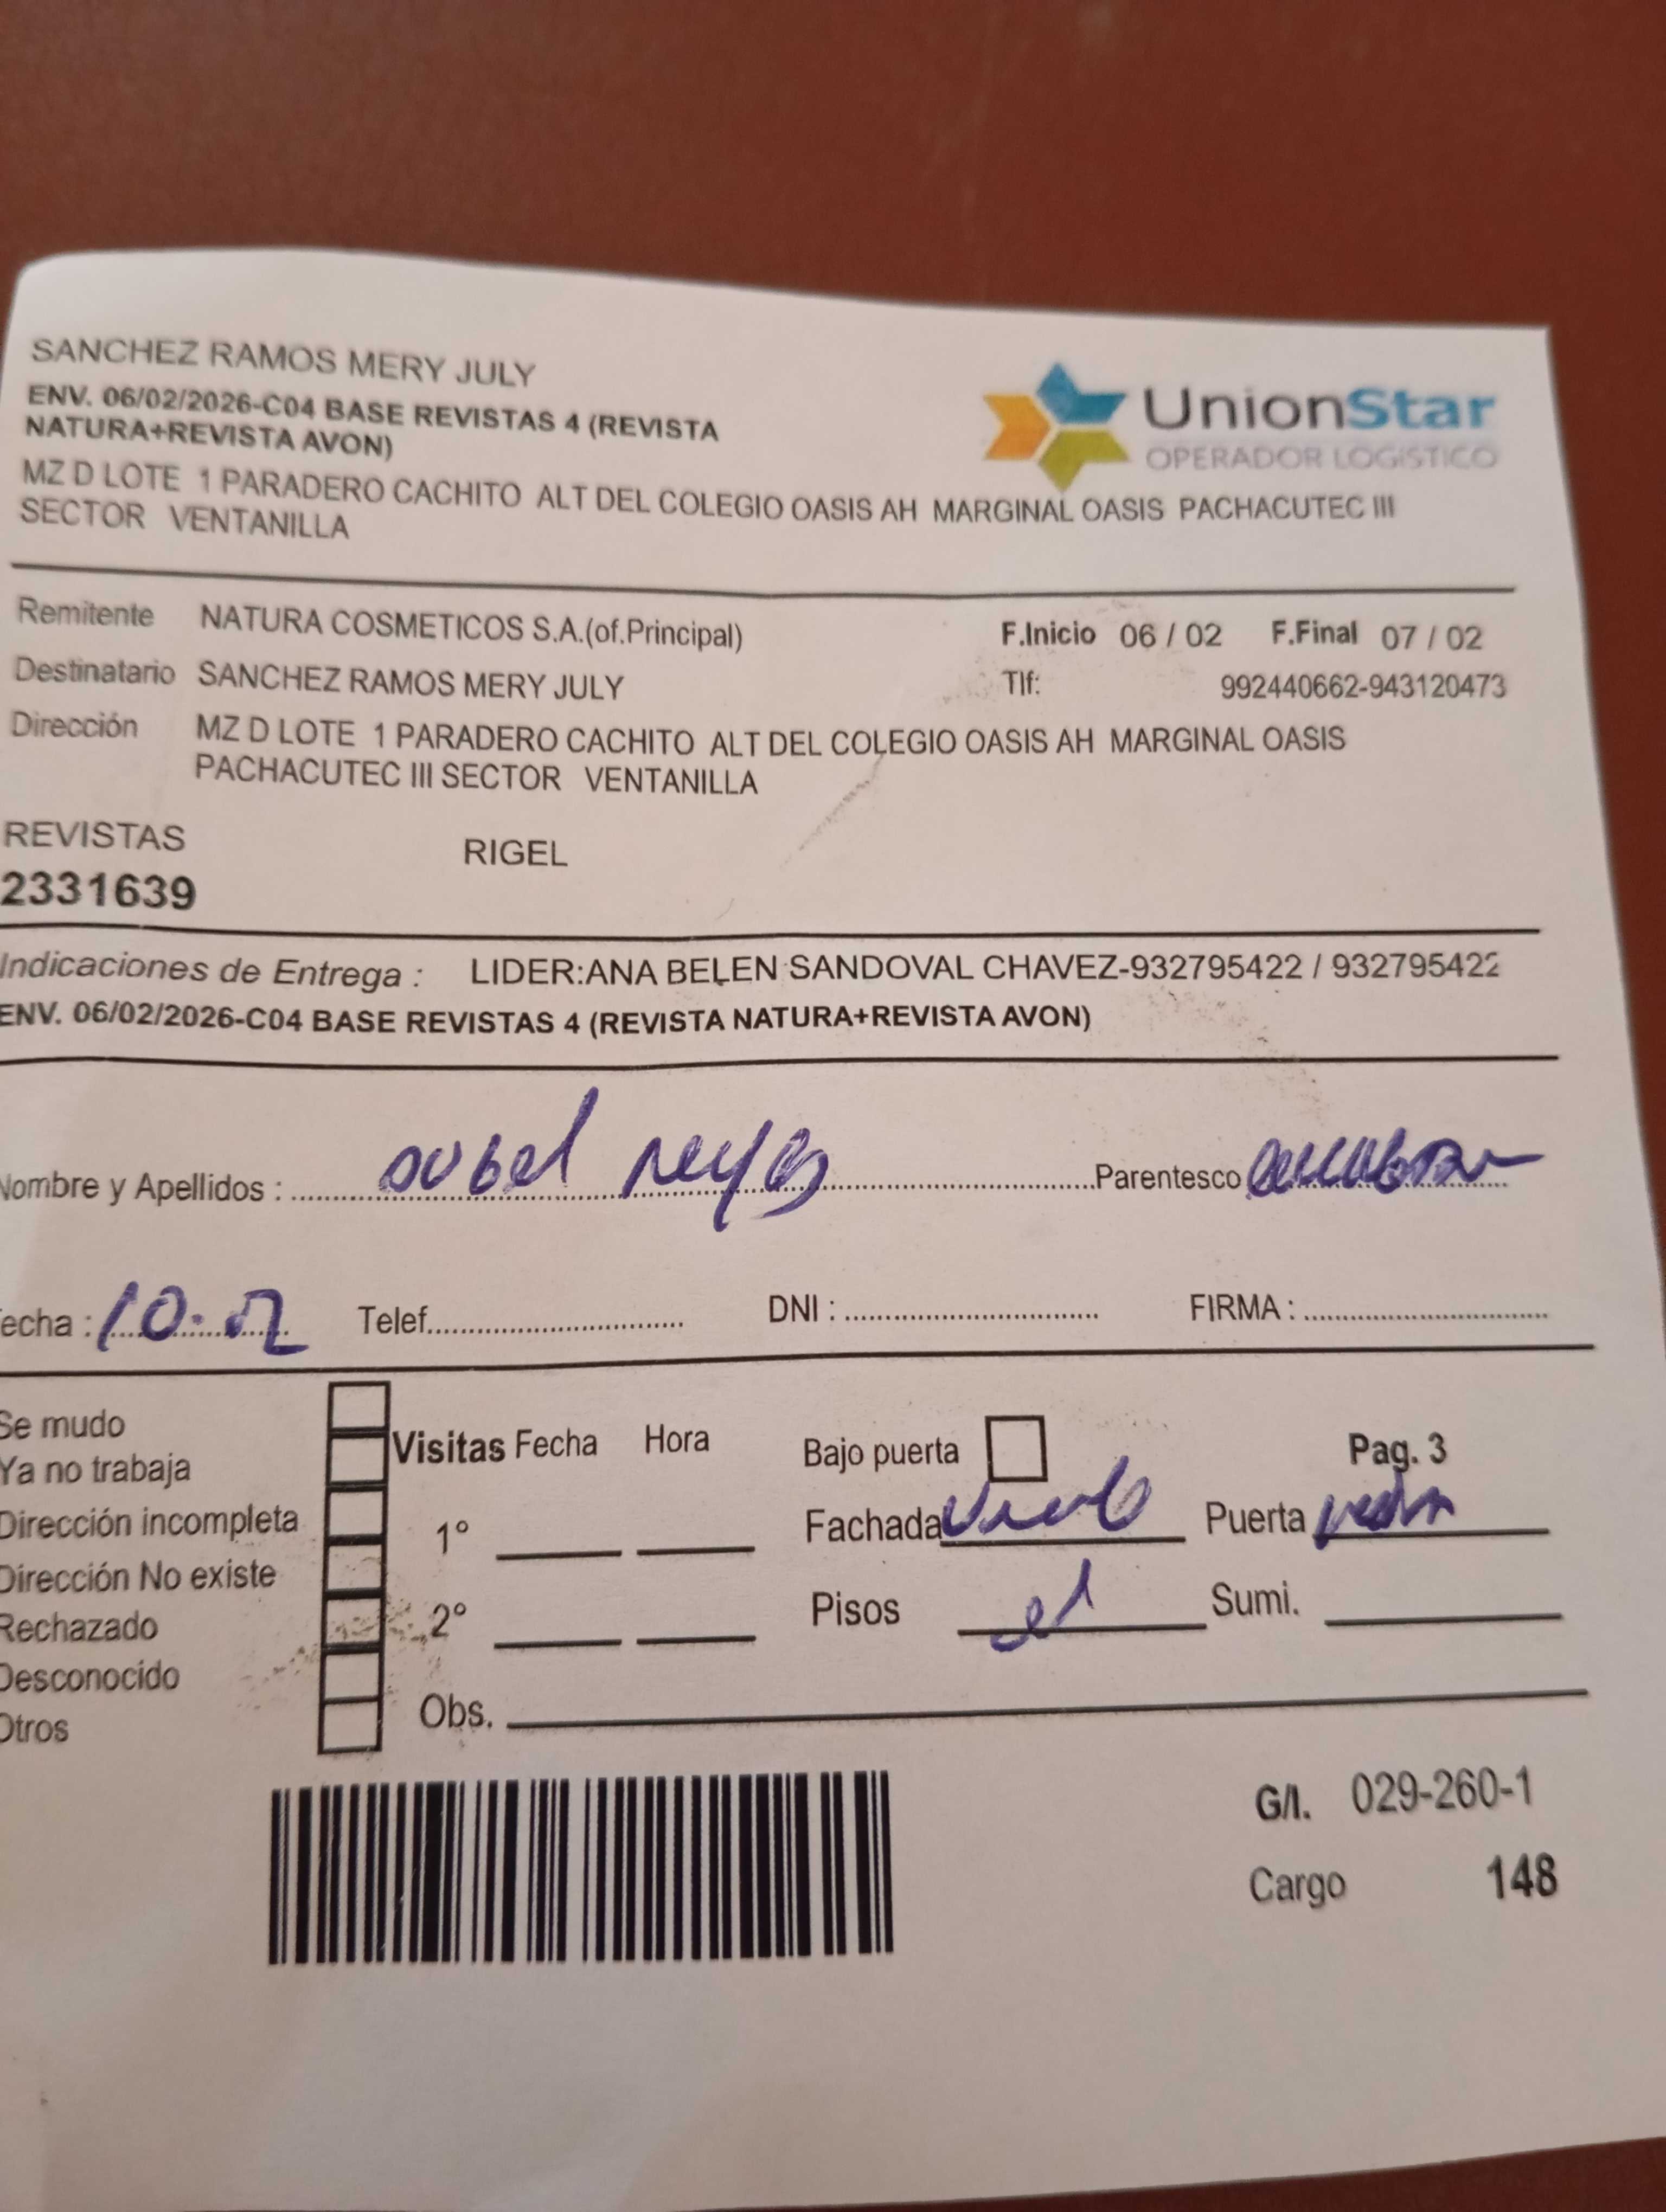 SANCHEZ RAMOS MERY JULY
ENV. 06/02/2026-C04 BASE REVISTAS 4 (REVISTA
NATURA+REVISTA AVON)
MZ D LOTE 1 PARADERO CACHITO ALT DEL COLEGIO OASIS AH MARGINAL OASIS PACHACUTEC III
SECTOR VENTANILLA
UnionStar
OPERADOR LOGISTICO
Remitente NATURA COSMETICOS S.A.(of.Principal) F.Inicio 06 / 02 F.Final 07 / 02
Destinatario SANCHEZ RAMOS MERY JULY Tlf: 992440662-943120473
Dirección MZ D LOTE 1 PARADERO CACHITO ALT DEL COLEGIO OASIS AH MARGINAL OASIS
PACHACUTEC III SECTOR VENTANILLA
REVISTAS RIGEL
2331639
Indicaciones de Entrega : LIDER:ANA BELEN SANDOVAL CHAVEZ-932795422 / 932795422
ENV. 06/02/2026-C04 BASE REVISTAS 4 (REVISTA NATURA+REVISTA AVON)
Nombre y Apellidos : reyes Parentesco
echa : 10.02 Telef. DNI : FIRMA :
Se mudo
Ya no trabaja
Dirección incompleta
Dirección No existe
Rechazado
Desconocido
Otros
Visitas Fecha Hora
1°
2°
Obs.
Bajo puerta Pag. 3
Fachada Puerta
Pisos Sumi.
G/I. 029-260-1
Cargo 148